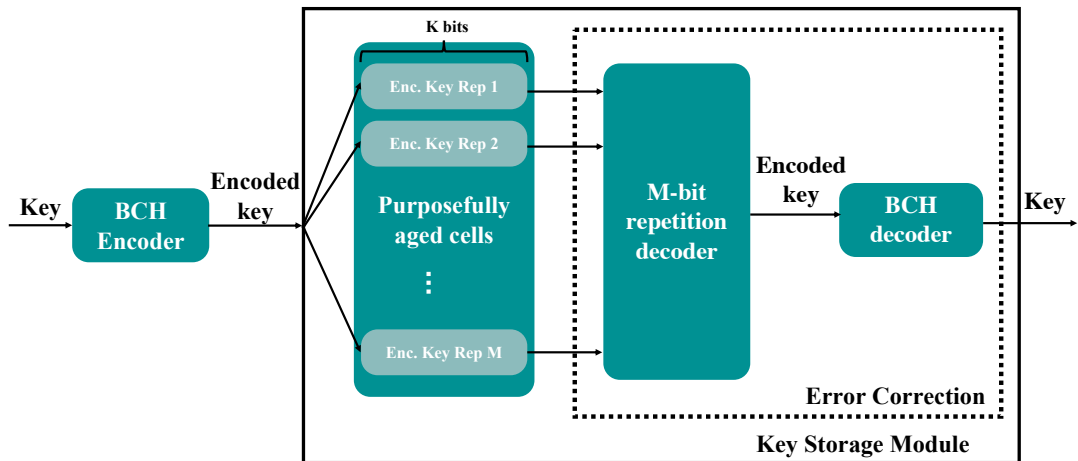 Key
BCH
Encoder
Encoded
key
K bits
Enc. Key Rep 1
Enc. Key Rep 2
Purposefully
aged cells
⋮
Enc. Key Rep M
M-bit
repetition
decoder
Encoded
key
BCH
decoder
Key
Error Correction
Key Storage Module